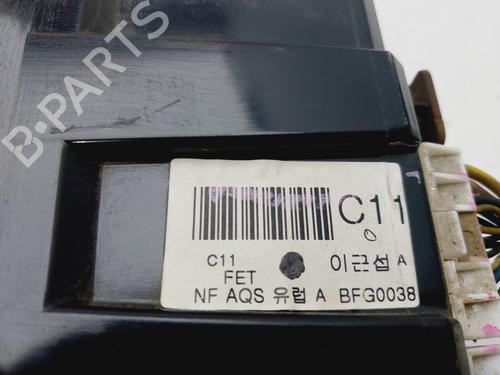 B-PARTS
C11
C11
FET 이근섭 A
NF AQS 유럽 A BFG0038